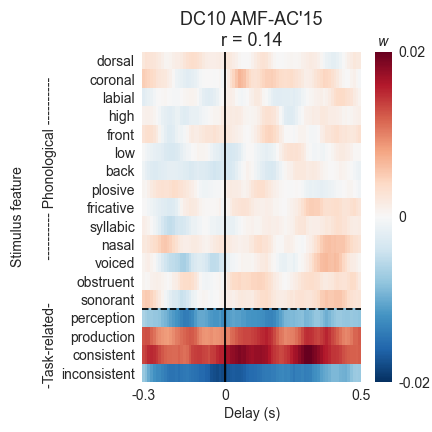 DC10 AMF-AC'15
r = 0.14
w
Stimulus feature
---------- Phonological ----------
-Task-related-
dorsal
coronal
labial
high
front
low
back
plosive
fricative
syllabic
nasal
voiced
obstruent
sonorant
perception
production
consistent
inconsistent
-0.3
0
0.5
Delay (s)
0.02
0
-0.02